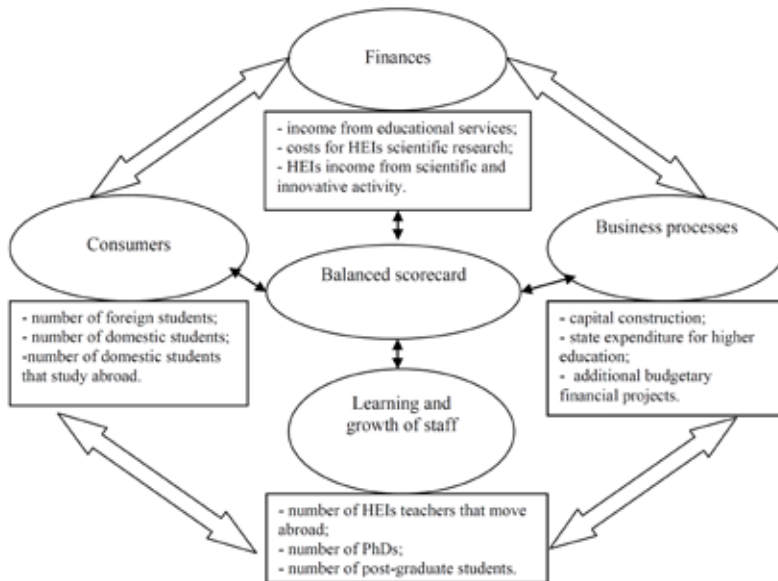 Finances
- income from educational services;
- costs for HEIs scientific research;
- HEIs income from scientific and
innovative activity.
Consumers
- number of foreign students;
- number of domestic students;
-number of domestic students
that study abroad.
Balanced scorecard
Business processes
- capital construction;
- state expenditure for higher
education;
- additional budgetary
financial projects.
Learning and
growth of staff
- number of HEIs teachers that move
abroad;
- number of PhDs;
- number of post-graduate students.